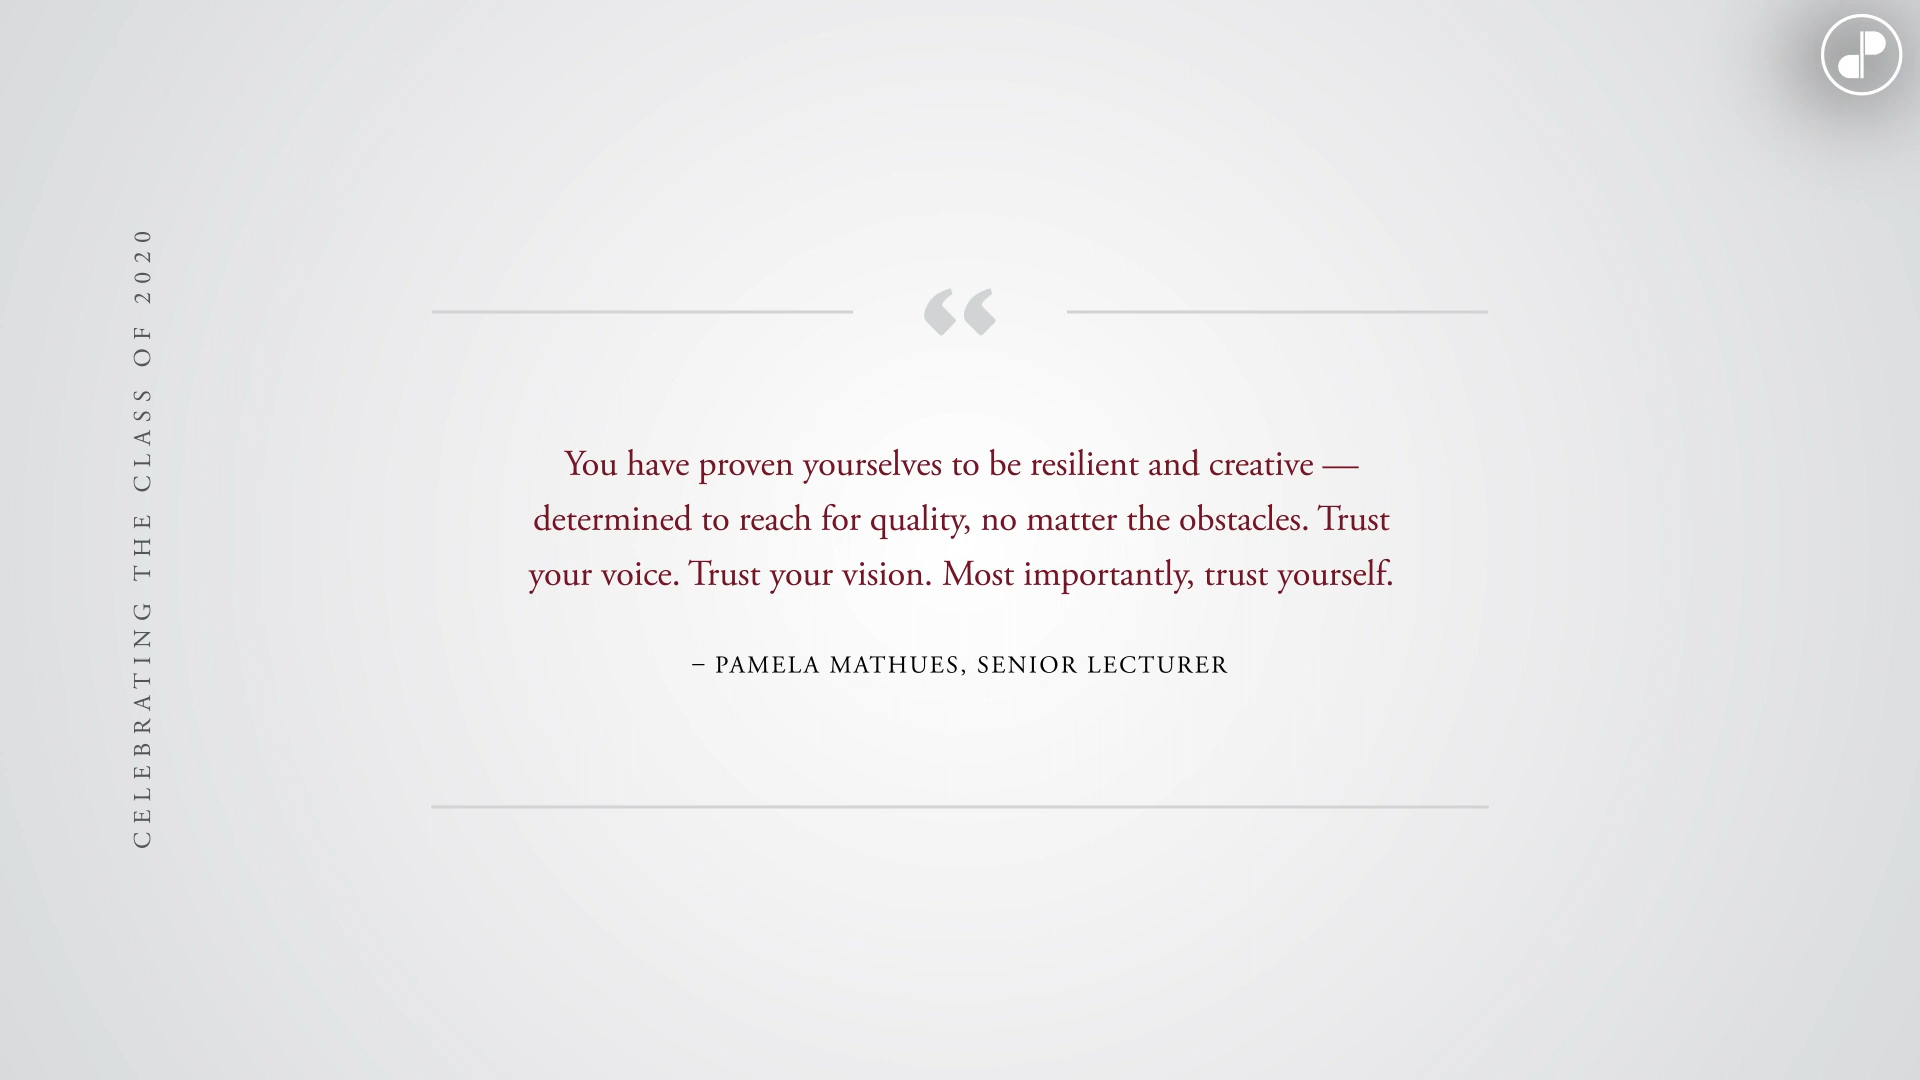 CELEBRATING THE CLASS OF 2020
“
You have proven yourselves to be resilient and creative —
determined to reach for quality, no matter the obstacles. Trust
your voice. Trust your vision. Most importantly, trust yourself.
– PAMELA MATHUES, SENIOR LECTURER